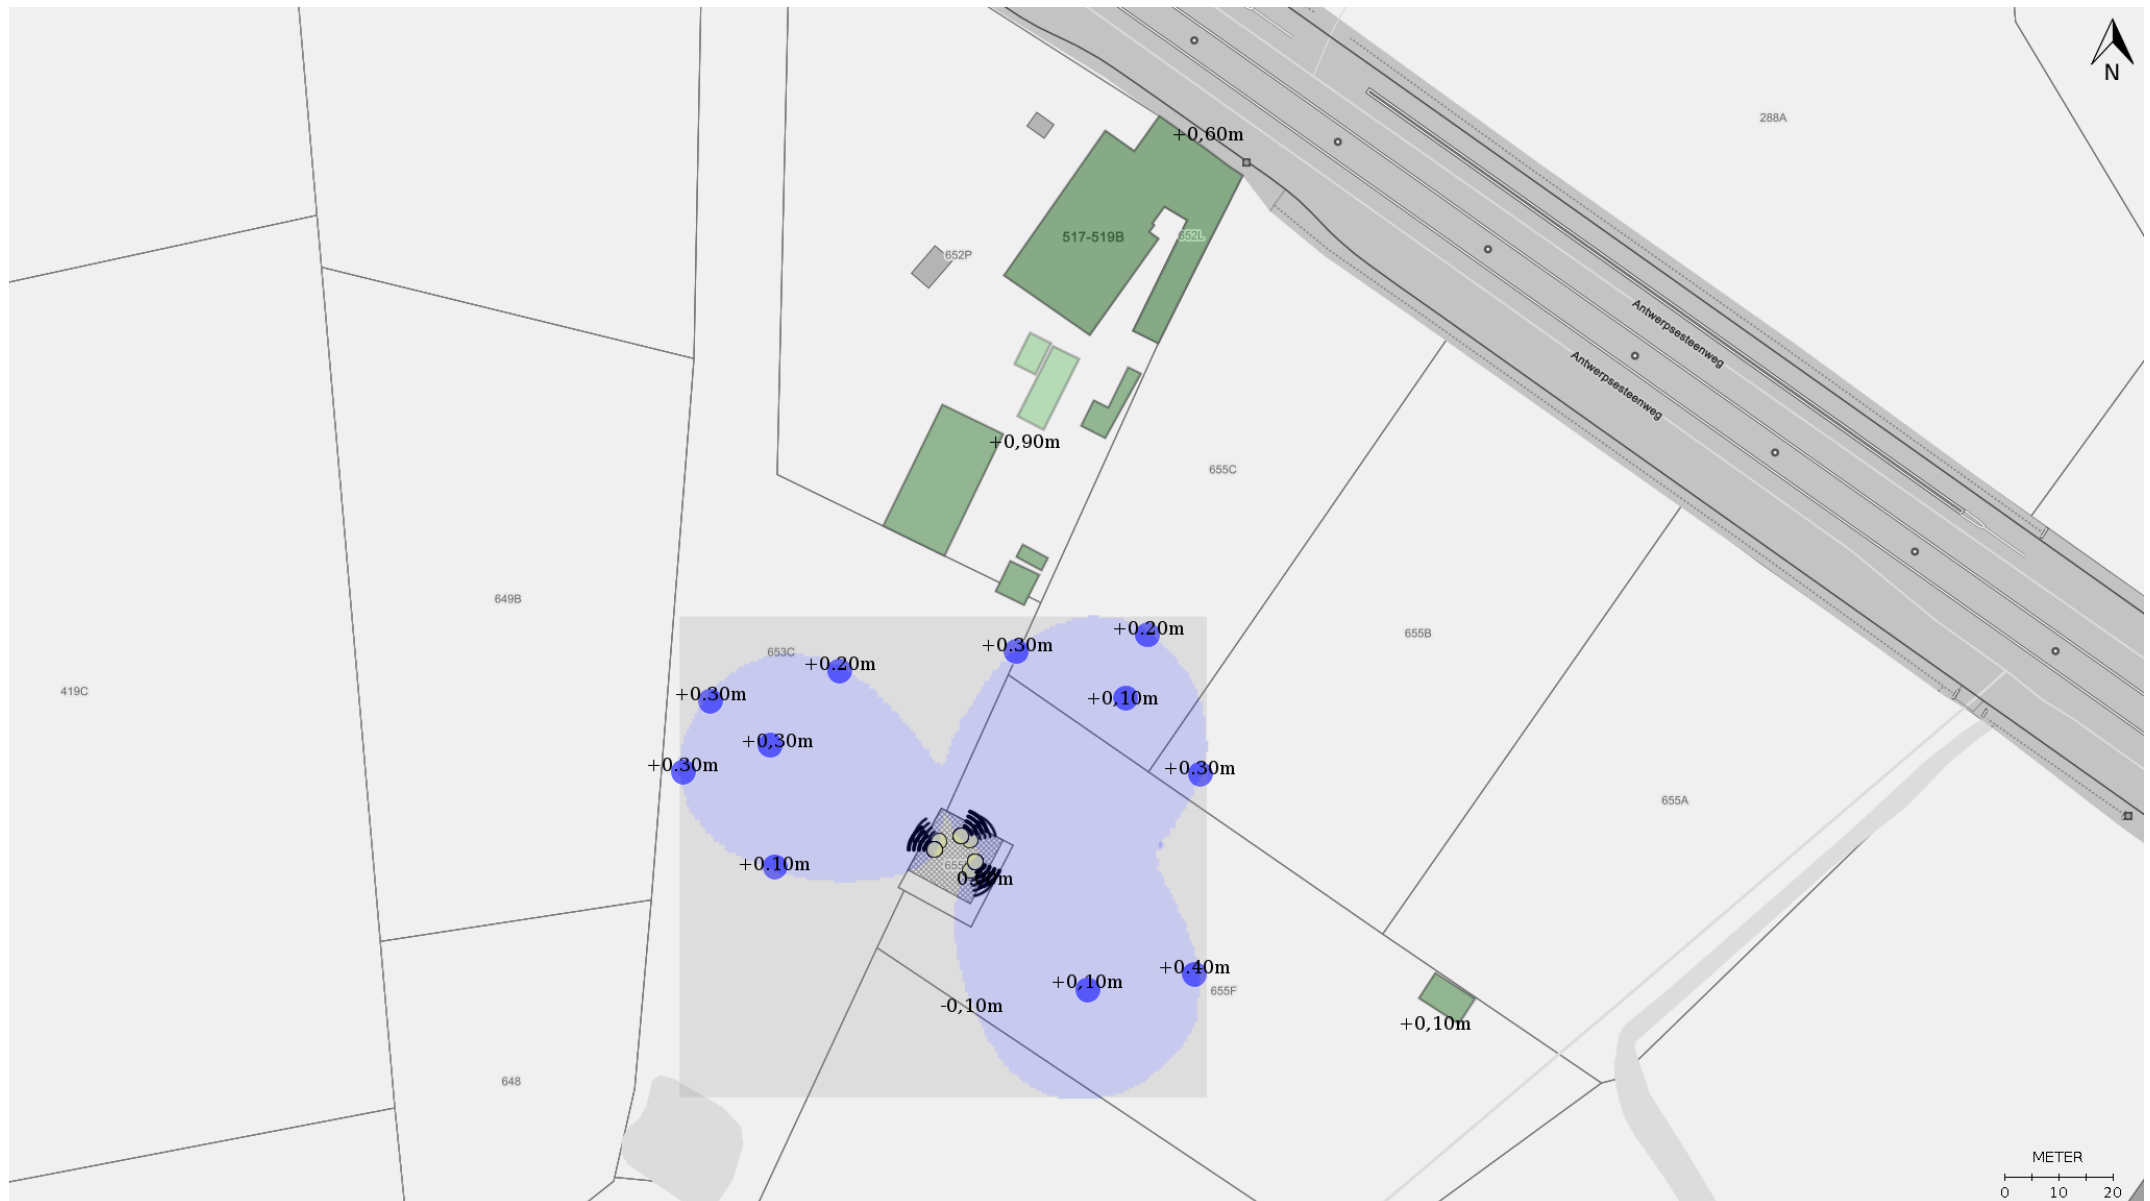 N
288A
+0,60m
517-519B
652L
652P
Antwerpsesteenweg
Antwerpsesteenweg
+0,90m
655C
649B
655B
+0.20m
+0.30m
653C
+0.20m
419C
+0.30m
+0,10m
+0,30m
+0.30m
+0.30m
655A
+0.10m
+0.40m
+0,10m
655F
-0,10m
+0,10m
648
METER
0 10 20